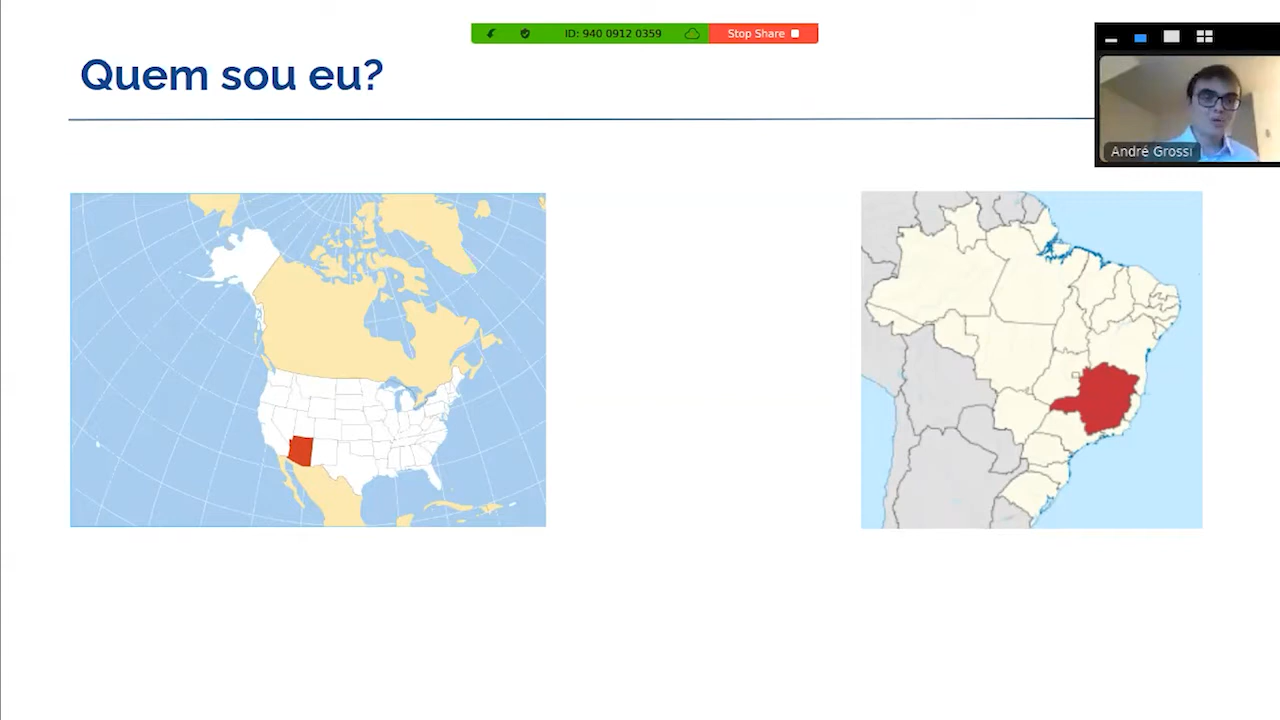 ID: 940 0912 0359
Stop Share
Quem sou eu?
André Grossi